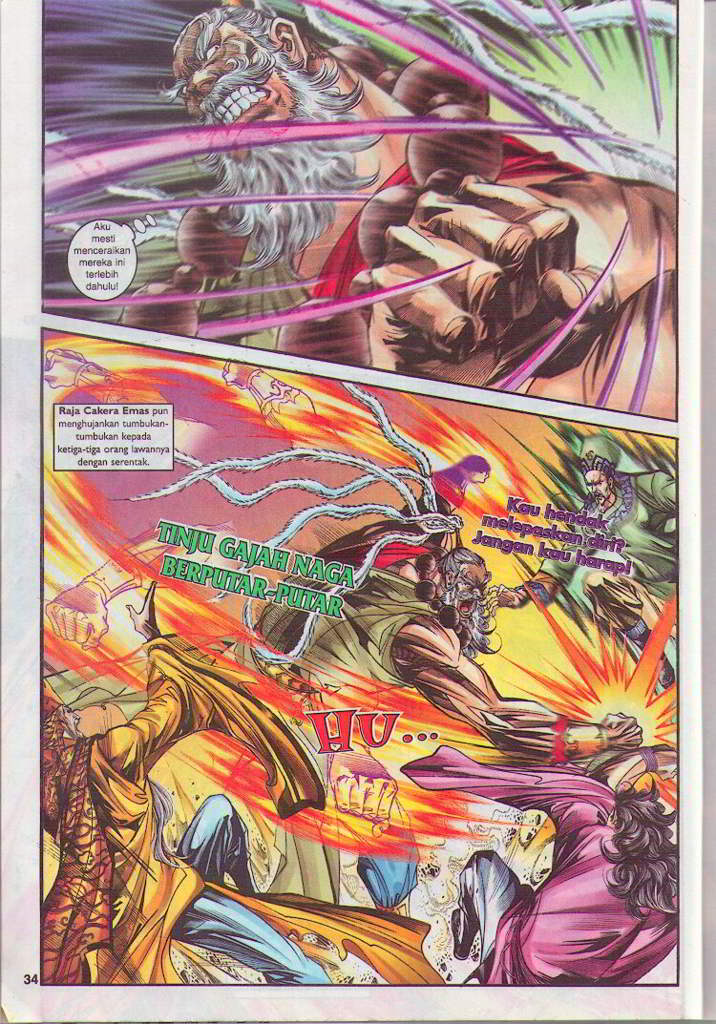 Aku
mesti
menceraikan
mereka ini
terlebih
dahulu!
Raja Cakera Emas pun
menghujankan tumbukan-
tumbukan kepada
ketiga-tiga orang lawannya
dengan serentak.
TINJU GAJAH NAGA
BERPUTAR-PUTAR
Kau hendak
melepaskan diri?
Jangan kau harap!
HU...
34